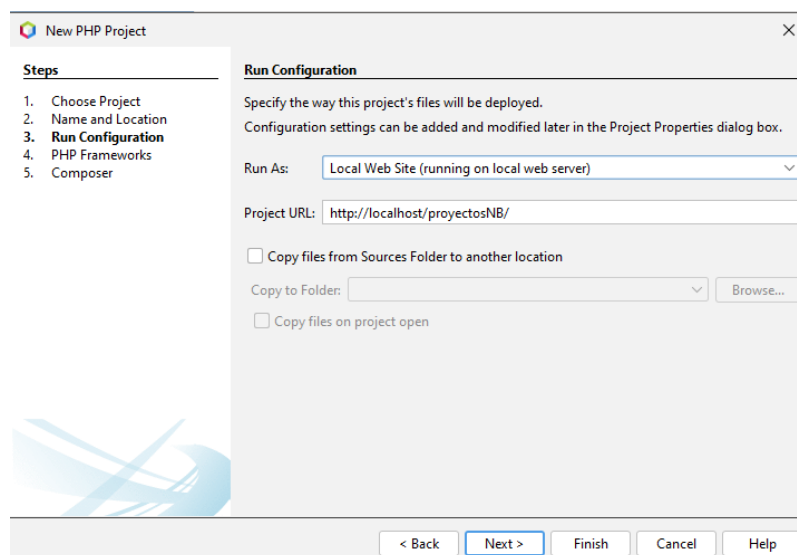 New PHP Project
Steps
1. Choose Project
2. Name and Location
3. Run Configuration
4. PHP Frameworks
5. Composer
Run Configuration
Specify the way this project's files will be deployed.
Configuration settings can be added and modified later in the Project Properties dialog box.
Run As: Local Web Site (running on local web server)
Project URL: http://localhost/proyectosNB/
Copy files from Sources Folder to another location
Copy to Folder: Browse...
Copy files on project open
< Back Next > Finish Cancel Help